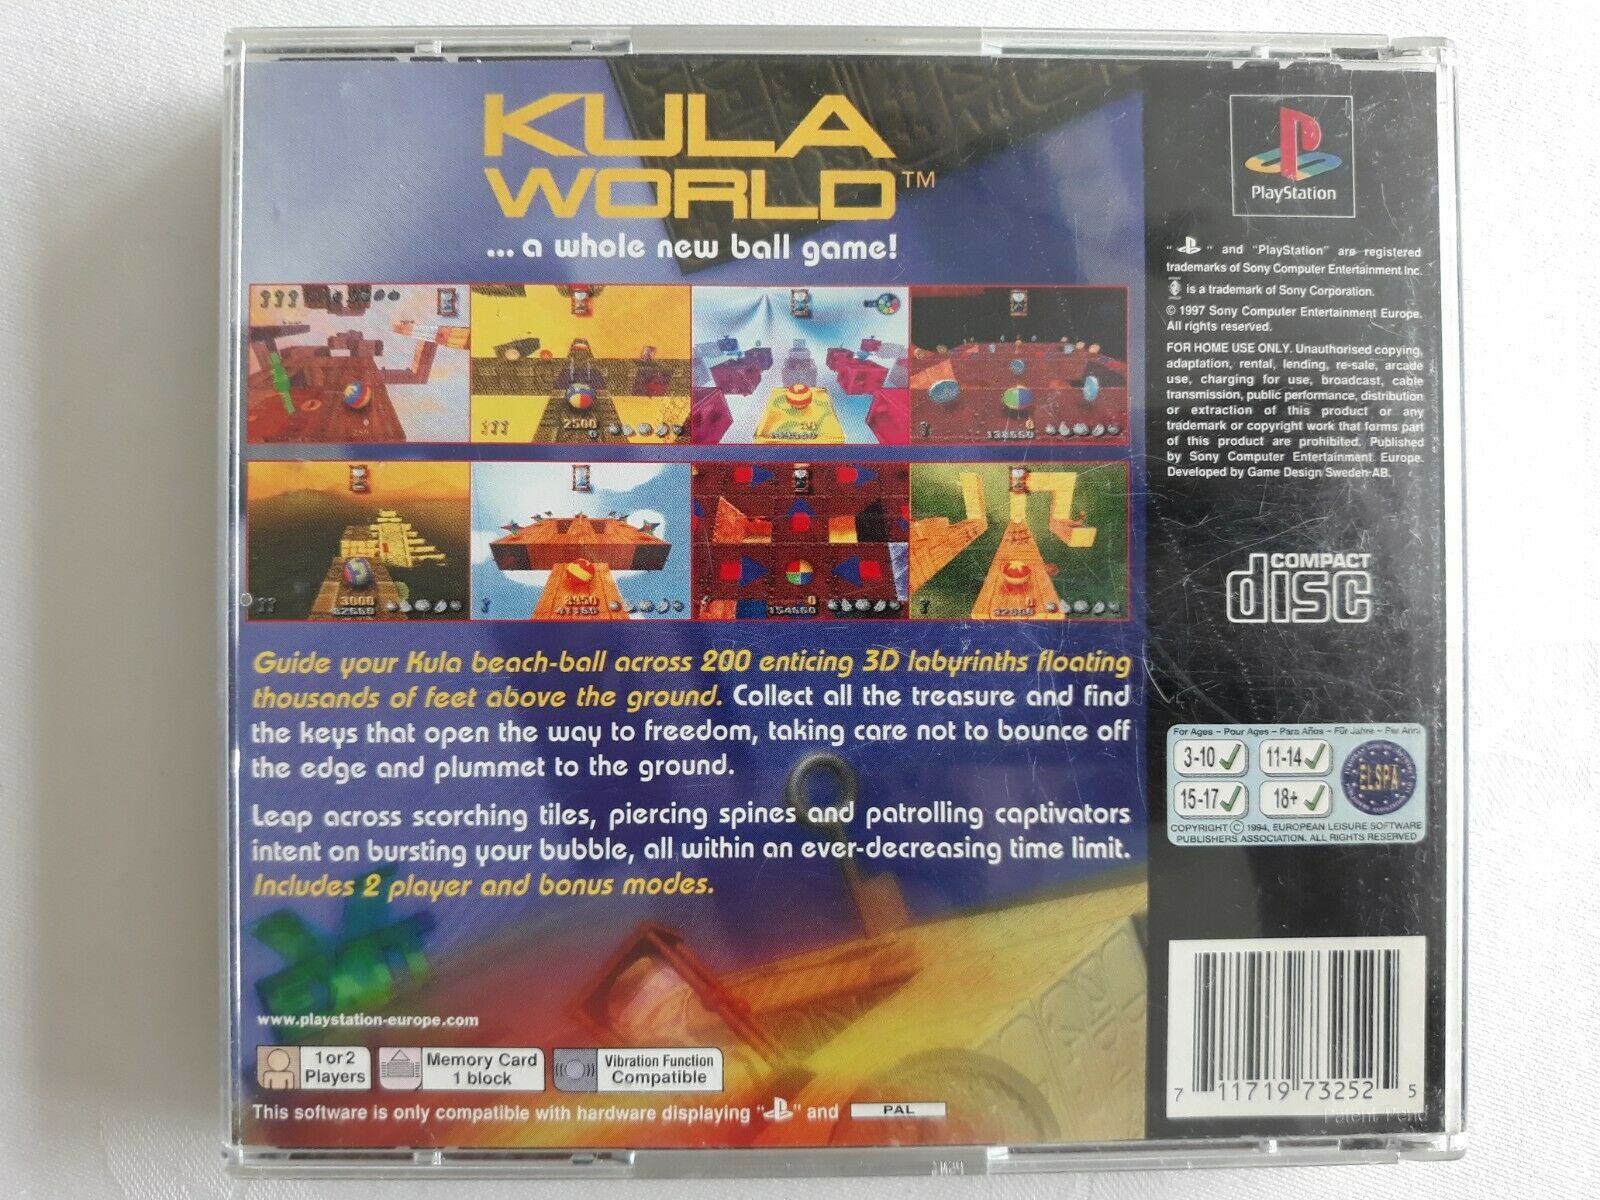 KULA
WORLD™
... a whole new ball game!
Guide your Kula beach-ball across 200 enticing 3D labyrinths floating
thousands of feet above the ground. Collect all the treasure and find
the keys that open the way to freedom, taking care not to bounce off
the edge and plummet to the ground.
Leap across scorching tiles, piercing spines and patrolling captivators
intent on bursting your bubble, all within an ever-decreasing time limit.
Includes 2 player and bonus modes.
www.playstation-europe.com
1 or 2
Players
Memory Card
1 block
Vibration Function
Compatible
This software is only compatible with hardware displaying " " and PAL
PlayStation
" " and "PlayStation" are registered
trademarks of Sony Computer Entertainment Inc.
is a trademark of Sony Corporation.
© 1997 Sony Computer Entertainment Europe.
All rights reserved.
FOR HOME USE ONLY. Unauthorised copying,
adaptation, rental, lending, re-sale, arcade
use, charging for use, broadcast, cable
transmission, public performance, distribution
or extraction of this product or any
trademark or copyright work that forms part
of this product are prohibited. Published
by Sony Computer Entertainment Europe.
Developed by Game Design Sweden AB.
COMPACT
disc
For Ages - Pour Ages - Para Años - Für Jahre - Per Anni
3-10 ✓ 11-14 ✓
15-17 ✓ 18+ ✓
ELSPA
COPYRIGHT © 1994, EUROPEAN LEISURE SOFTWARE
PUBLISHERS ASSOCIATION. ALL RIGHTS RESERVED
7 11719 73252 5